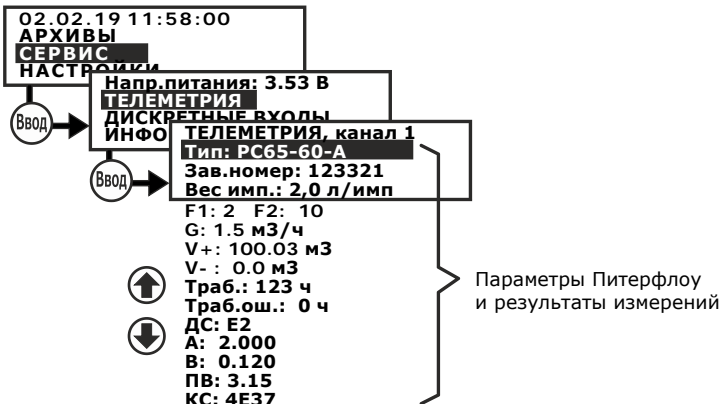 02.02.19 11:58:00
АРХИВЫ
СЕРВИС
НАСТРОЙКИ
Ввод
Напр.питания: 3.53 В
ТЕЛЕМЕТРИЯ
ДИСКРЕТНЫЕ ВХОДЫ
ИНФО
Ввод
ТЕЛЕМЕТРИЯ, канал 1
Тип: РС65-60-А
Зав.номер: 123321
Вес имп.: 2,0 л/имп
F1: 2 F2: 10
G: 1.5 м3/ч
V+: 100.03 м3
V- : 0.0 м3
Траб.: 123 ч
Траб.ош.: 0 ч
ДС: Е2
А: 2.000
В: 0.120
ПВ: 3.15
КС: 4Е37
Параметры Питерфлоу
и результаты измерений